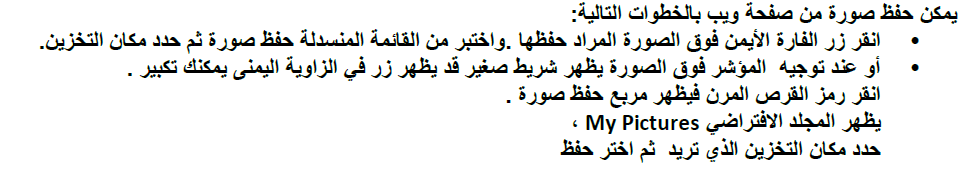 يمكن حفظ صورة من صفحة ويب بالخطوات التالية:
• انقر زر الفارة الأيمن فوق الصورة المراد حفظها .واختبر من القائمة المنسدلة حفظ صورة ثم حدد مكان التخزين.
• أو عند توجيه المؤشر فوق الصورة يظهر شريط صغير قد يظهر زر في الزاوية اليمنى يمكنك تكبير .
انقر رمز القرص المرن فيظهر مربع حفظ صورة .
يظهر المجلد الافتراضي My Pictures ،
حدد مكان التخزين الذي تريد ثم اختر حفظ